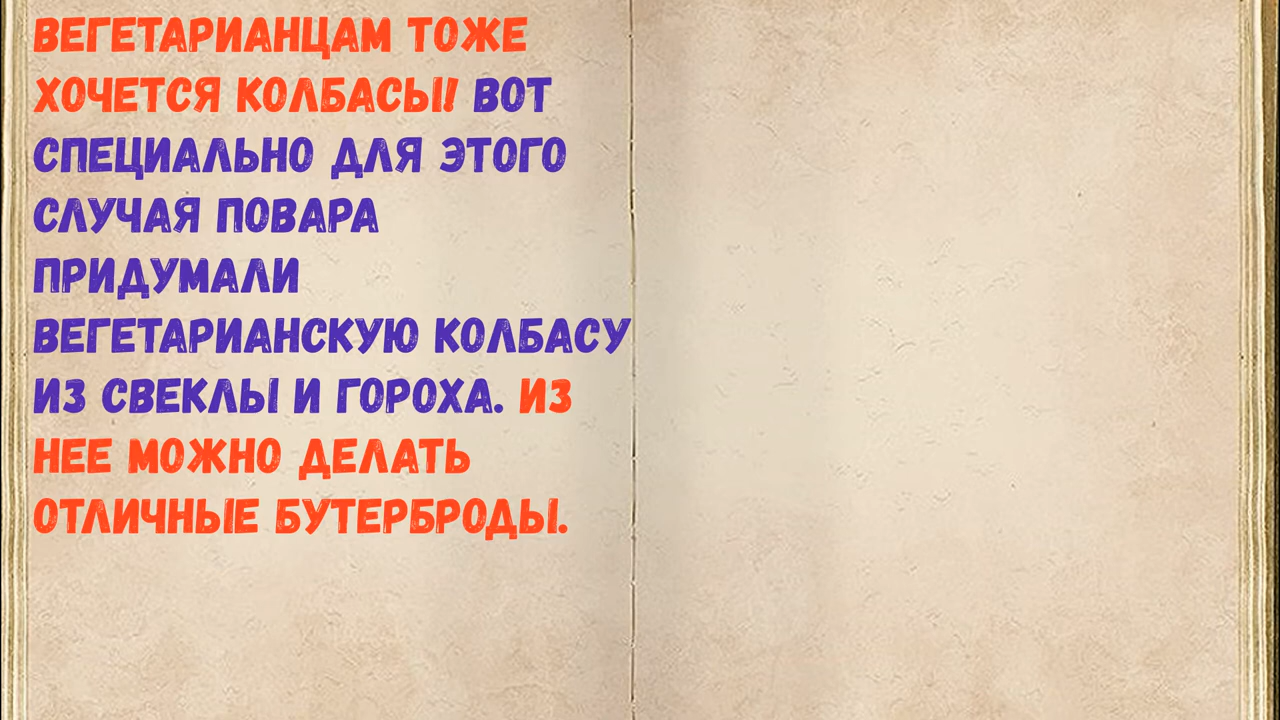 ВЕГЕТАРИАНЦАМ ТОЖЕ
ХОЧЕТСЯ КОЛБАСЫ! ВОТ
СПЕЦИАЛЬНО ДЛЯ ЭТОГО
СЛУЧАЯ ПОВАРА
ПРИДУМАЛИ
ВЕГЕТАРИАНСКУЮ КОЛБАСУ
ИЗ СВЕКЛЫ И ГОРОХА. ИЗ
НЕЕ МОЖНО ДЕЛАТЬ
ОТЛИЧНЫЕ БУТЕРБРОДЫ.